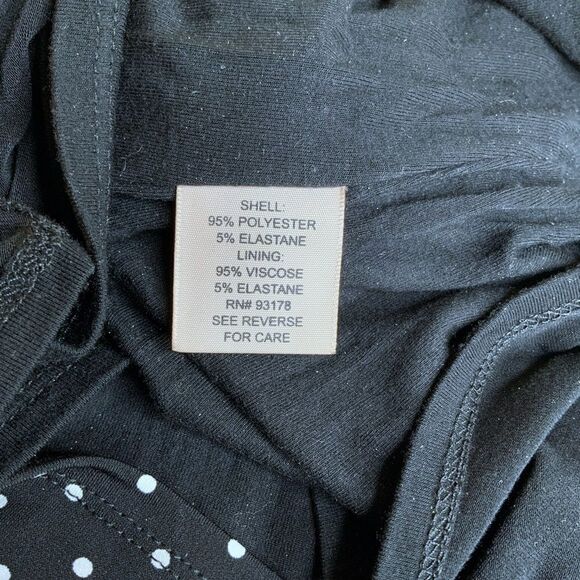 SHELL:
95% POLYESTER
5% ELASTANE
LINING:
95% VISCOSE
5% ELASTANE
RN# 93178
SEE REVERSE
FOR CARE